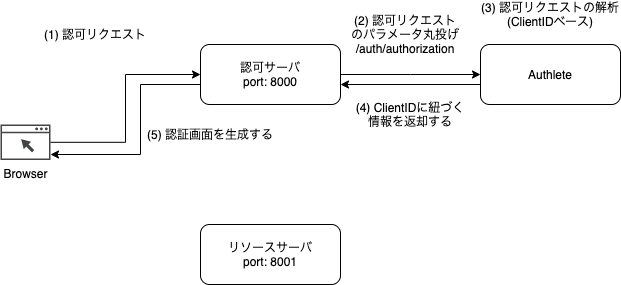 (1) 認可リクエスト
(2) 認可リクエスト
のパラメータ丸投げ
/auth/authorization
(3) 認可リクエストの解析
(ClientIDベース)
認可サーバ
port: 8000
Authlete
(4) ClientIDに紐づく
情報を返却する
(5) 認証画面を生成する
Browser
リソースサーバ
port: 8001